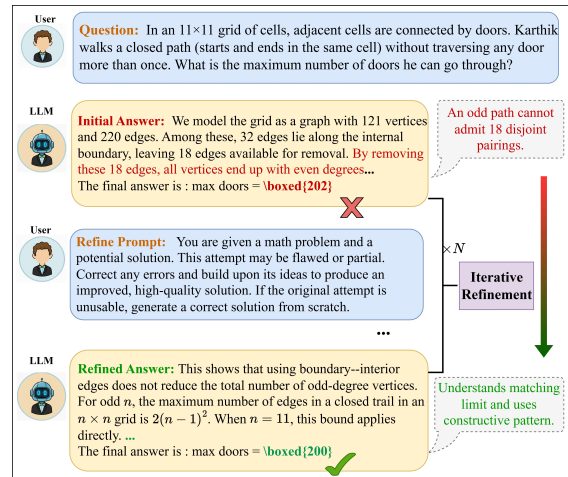 User
Question: In an 11×11 grid of cells, adjacent cells are connected by doors. Karthik
walks a closed path (starts and ends in the same cell) without traversing any door
more than once. What is the maximum number of doors he can go through?
LLM
Initial Answer: We model the grid as a graph with 121 vertices
and 220 edges. Among these, 32 edges lie along the internal
boundary, leaving 18 edges available for removal. By removing
these 18 edges, all vertices end up with even degrees...
The final answer is : max doors = \boxed{202}
An odd path cannot
admit 18 disjoint
pairings.
User
Refine Prompt: You are given a math problem and a
potential solution. This attempt may be flawed or partial.
Correct any errors and build upon its ideas to produce an
improved, high-quality solution. If the original attempt is
unusable, generate a correct solution from scratch.
×N
Iterative
Refinement
...
LLM
Refined Answer: This shows that using boundary--interior
edges does not reduce the total number of odd-degree vertices.
For odd n, the maximum number of edges in a closed trail in an
n × n grid is 2(n − 1)². When n = 11, this bound applies
directly. ...
The final answer is : max doors = \boxed{200}
Understands matching
limit and uses
constructive pattern.